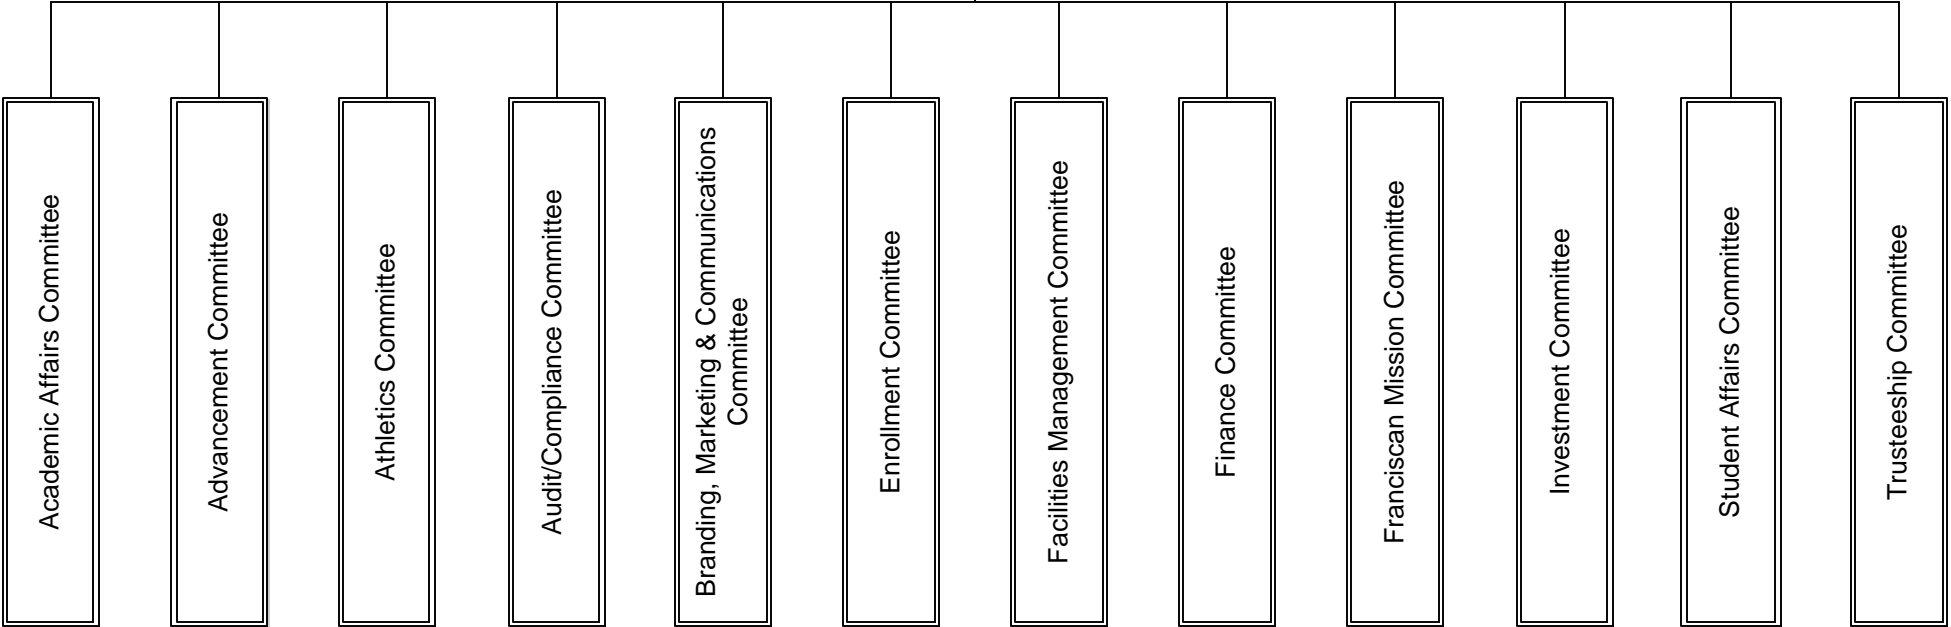 Academic Affairs Committee
Advancement Committee
Athletics Committee
Audit/Compliance Committee
Branding, Marketing & Communications
Committee
Enrollment Committee
Facilities Management Committee
Finance Committee
Franciscan Mission Committee
Investment Committee
Student Affairs Committee
Trusteeship Committee